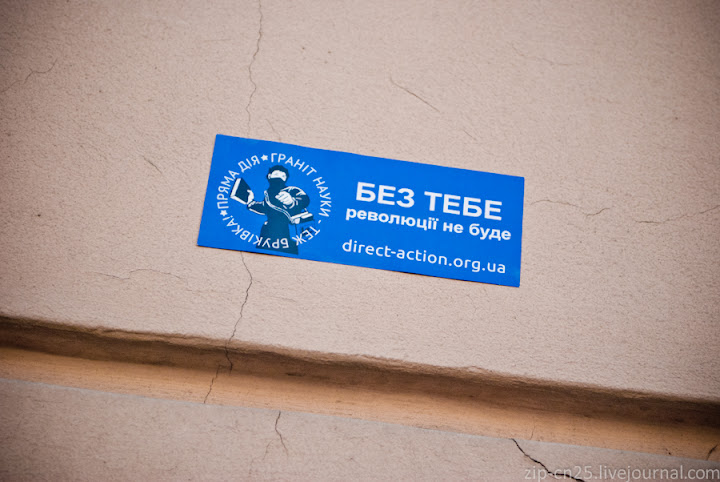 ПРЯМА ДІЯ★ГРАНІТ НАУКИ - ТЕЖ БРУКІВКА!★
БЕЗ ТЕБЕ
революції не буде
direct-action.org.ua
zip-cn25.livejournal.com